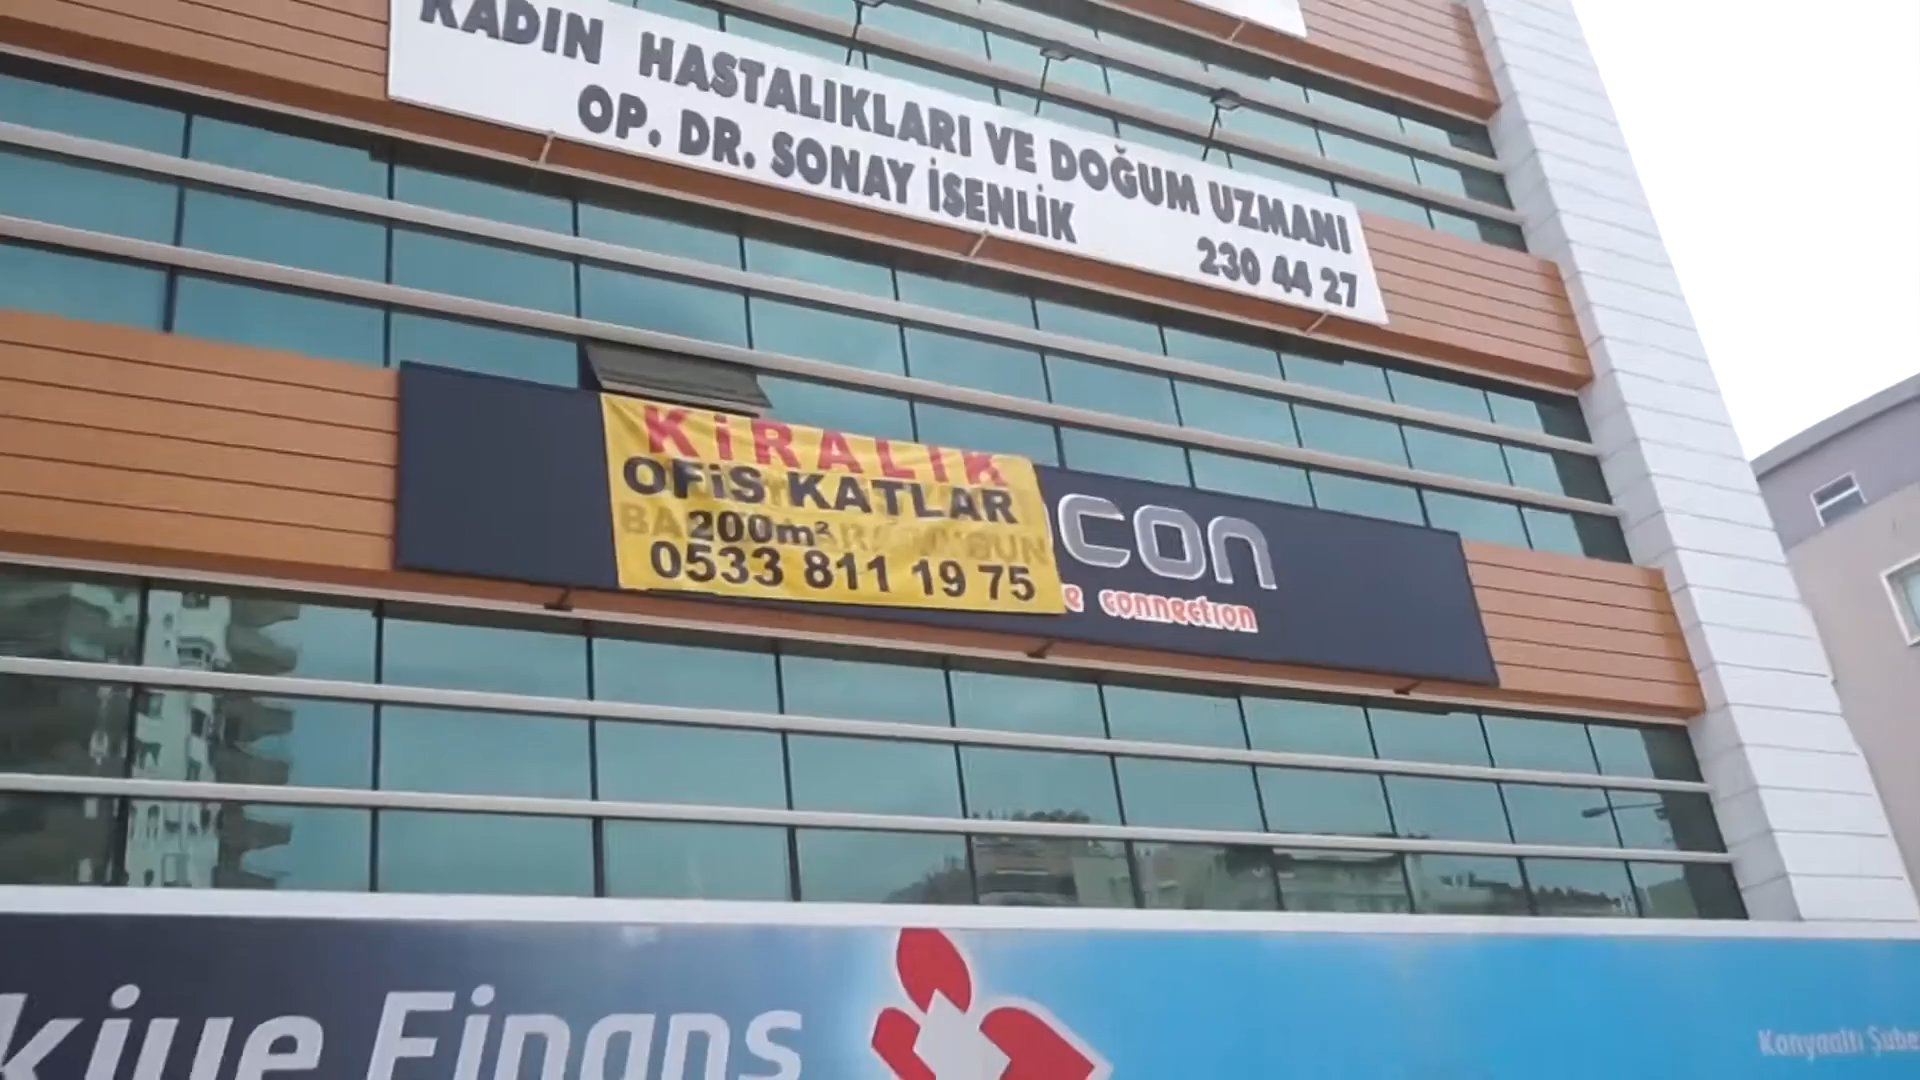 KADIN HASTALIKLARI VE DOĞUM UZMANI
OP. DR. SONAY İSENLİK
230 44 27
KİRALIK
OFİS KATLAR
200m²
0533 811 19 75
con
e connection
kiye Finans
Konyaaltı Şube